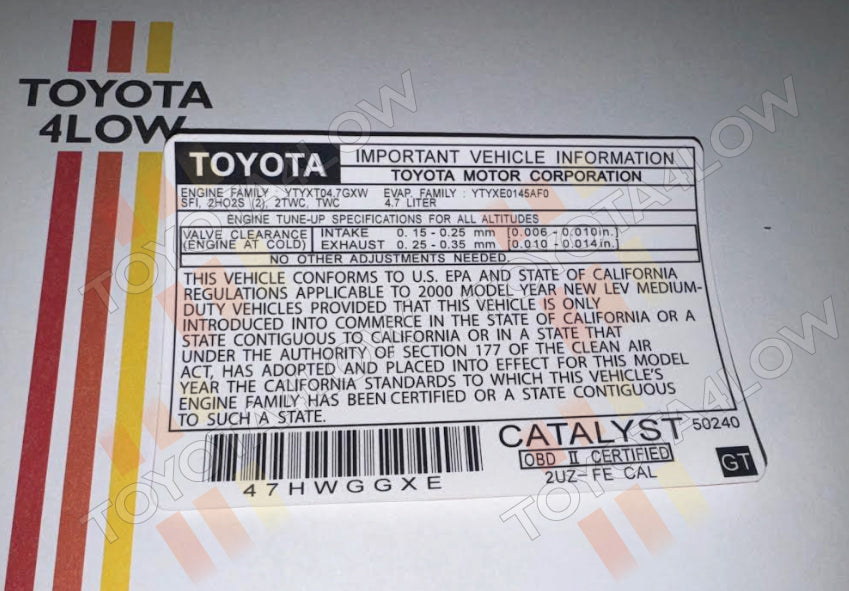 TOYOTA
4LOW
TOYOTA IMPORTANT VEHICLE INFORMATION
TOYOTA MOTOR CORPORATION
ENGINE FAMILY : YTYXT04.7GXW EVAP. FAMILY : YTYXE0145AF0
SFI, 2HO2S (2), 2TWC, TWC 4.7 LITER
ENGINE TUNE-UP SPECIFICATIONS FOR ALL ALTITUDES
VALVE CLEARANCE INTAKE 0.15 - 0.25 mm [0.006 - 0.010in.]
(ENGINE AT COLD) EXHAUST 0.25 - 0.35 mm [0.010 - 0.014in.]
NO OTHER ADJUSTMENTS NEEDED.
THIS VEHICLE CONFORMS TO U.S. EPA AND STATE OF CALIFORNIA
REGULATIONS APPLICABLE TO 2000 MODEL YEAR NEW LEV MEDIUM-
DUTY VEHICLES PROVIDED THAT THIS VEHICLE IS ONLY
INTRODUCED INTO COMMERCE IN THE STATE OF CALIFORNIA OR A
STATE CONTIGUOUS TO CALIFORNIA OR IN A STATE THAT
UNDER THE AUTHORITY OF SECTION 177 OF THE CLEAN AIR
ACT, HAS ADOPTED AND PLACED INTO EFFECT FOR THIS MODEL
YEAR THE CALIFORNIA STANDARDS TO WHICH THIS VEHICLE'S
ENGINE FAMILY HAS BEEN CERTIFIED OR A STATE CONTIGUOUS
TO SUCH A STATE.
CATALYST 50240
OBD II CERTIFIED
2UZ-FE CAL
GT
47HWGGXE
TOYOTA4LOW
TOYOTA4LOW
TOYOTA4LOW
TOYOTA4LOW